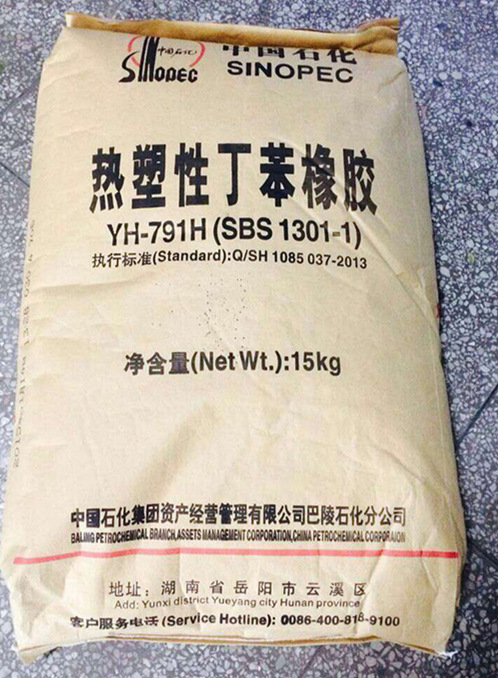 中国石化
SINOPEC
中国石化
SINOPEC
热塑性丁苯橡胶
YH-791H (SBS 1301-1)
执行标准(Standard):Q/SH 1085 037-2013
净含量(Net Wt.):15kg
中国石化集团资产经营管理有限公司巴陵石化分公司
BALING PETROCHEMICAL BRANCH,ASSETS MANAGEMENT CORPORATION,CHINA PETROCHEMICAL CORPORAION
地址: 湖南省岳阳市云溪区
Add: Yunxi district Yueyang city Hunan province
客户服务电话 (Service Hotline): 0086-400-818-9100